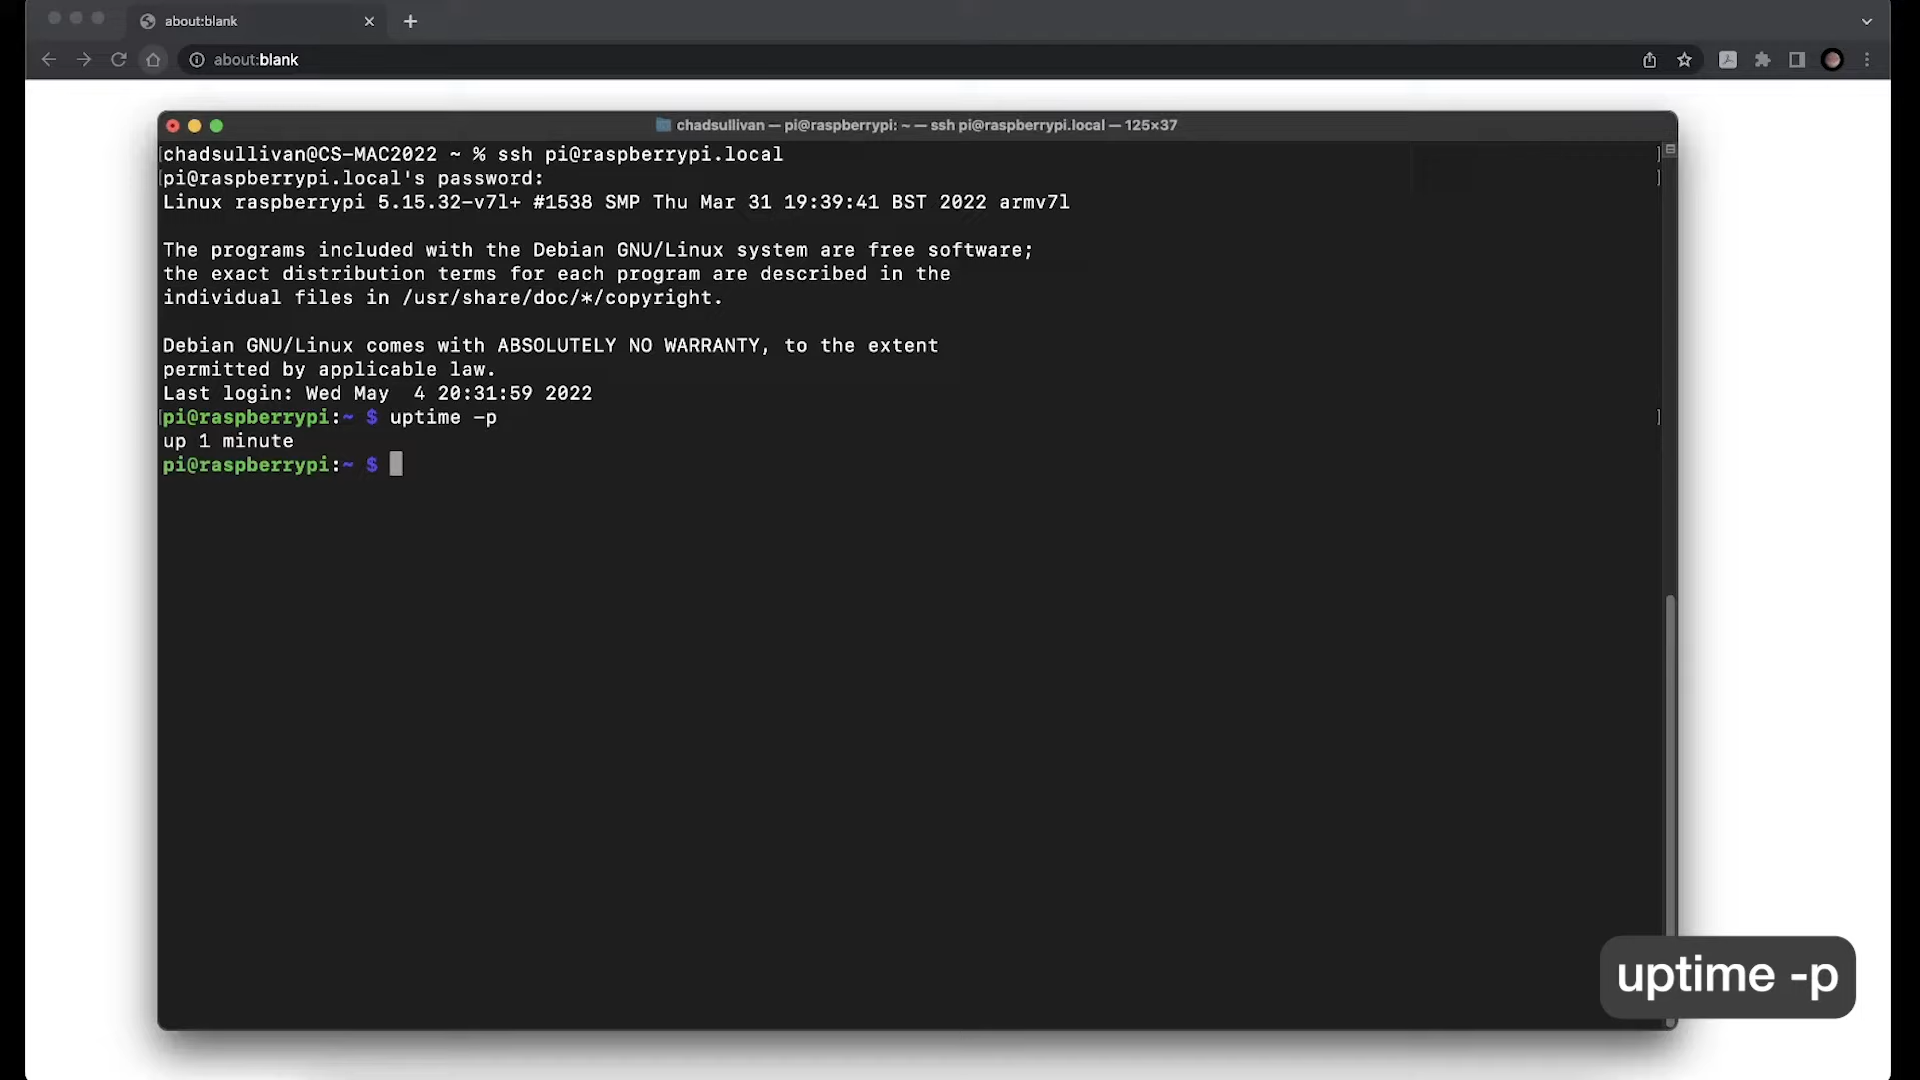 about:blank
about:blank
chadsullivan — pi@raspberrypi: ~ — ssh pi@raspberrypi.local — 125×37
chadsullivan@CS-MAC2022 ~ % ssh pi@raspberrypi.local
pi@raspberrypi.local's password:
Linux raspberrypi 5.15.32-v7l+ #1538 SMP Thu Mar 31 19:39:41 BST 2022 armv7l
The programs included with the Debian GNU/Linux system are free software;
the exact distribution terms for each program are described in the
individual files in /usr/share/doc/*/copyright.
Debian GNU/Linux comes with ABSOLUTELY NO WARRANTY, to the extent
permitted by applicable law.
Last login: Wed May  4 20:31:59 2022
pi@raspberrypi:~ $ uptime -p
up 1 minute
pi@raspberrypi:~ $
uptime -p